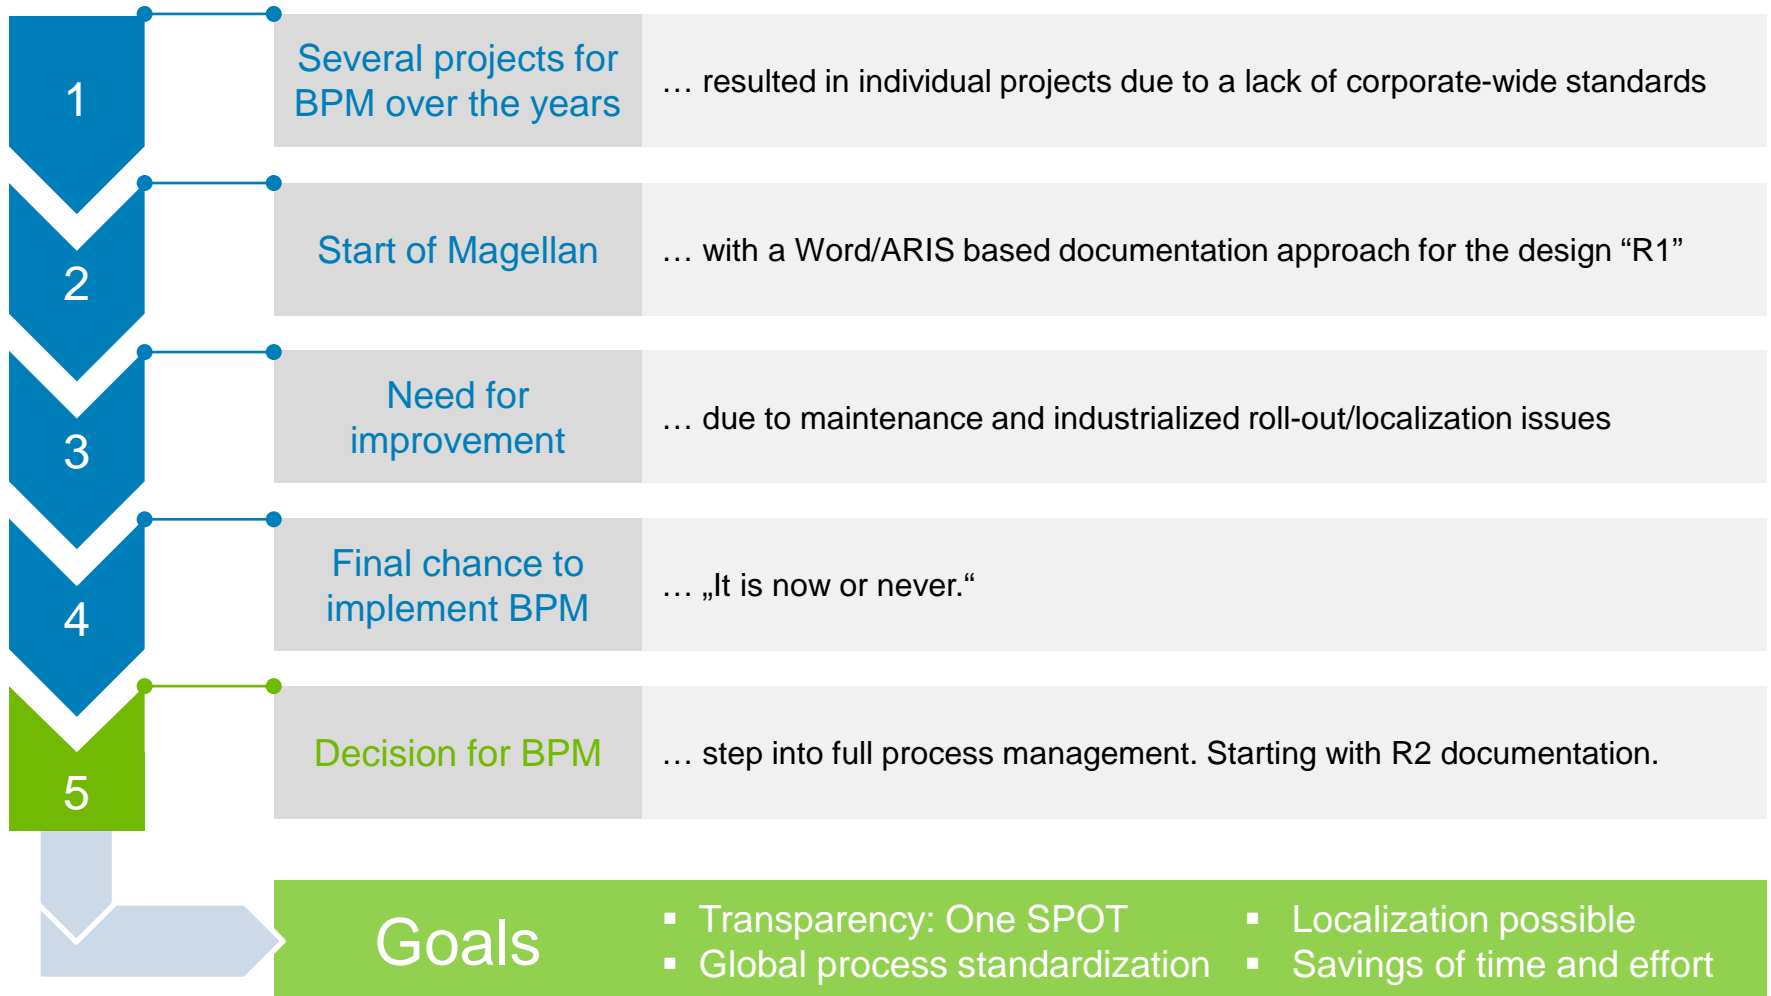 1
Several projects for
BPM over the years
… resulted in individual projects due to a lack of corporate-wide standards
2
Start of Magellan
… with a Word/ARIS based documentation approach for the design “R1”
3
Need for
improvement
… due to maintenance and industrialized roll-out/localization issues
4
Final chance to
implement BPM
… „It is now or never.“
5
Decision for BPM
… step into full process management. Starting with R2 documentation.
Goals
▪ Transparency: One SPOT
▪ Global process standardization
▪ Localization possible
▪ Savings of time and effort